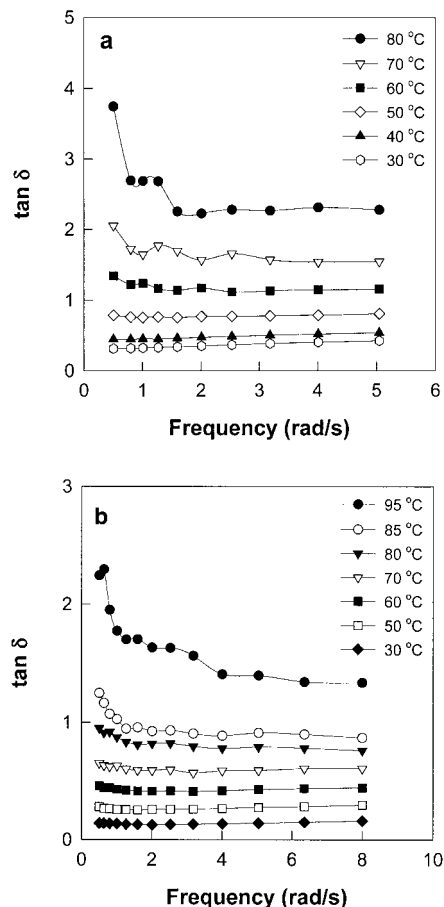 a
5
4
3
2
1
0
tan δ
80 °C
70 °C
60 °C
50 °C
40 °C
30 °C
0 1 2 3 4 5 6
Frequency (rad/s)
b
3
2
1
0
tan δ
95 °C
85 °C
80 °C
70 °C
60 °C
50 °C
30 °C
0 2 4 6 8 10
Frequency (rad/s)